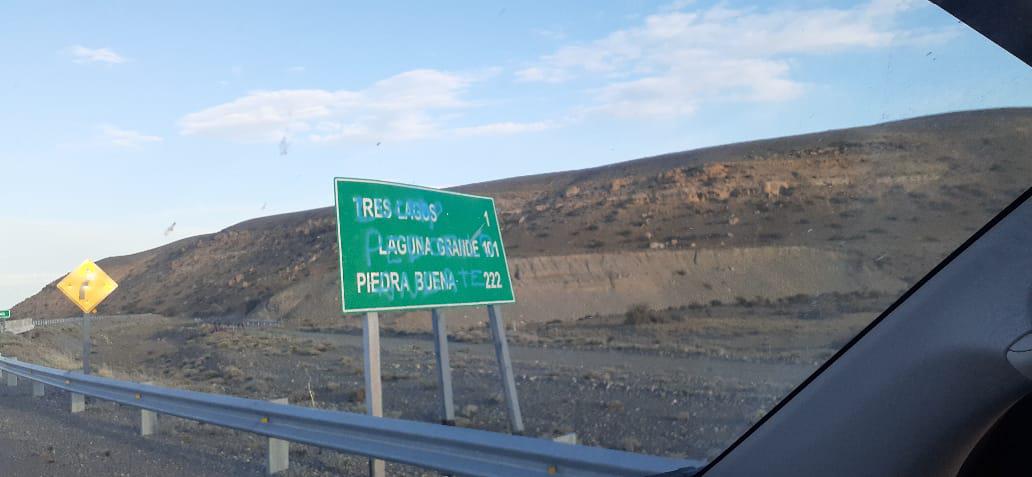 TRES LAGOS 1
LAGUNA GRANDE 101
PIEDRA BUENA 222